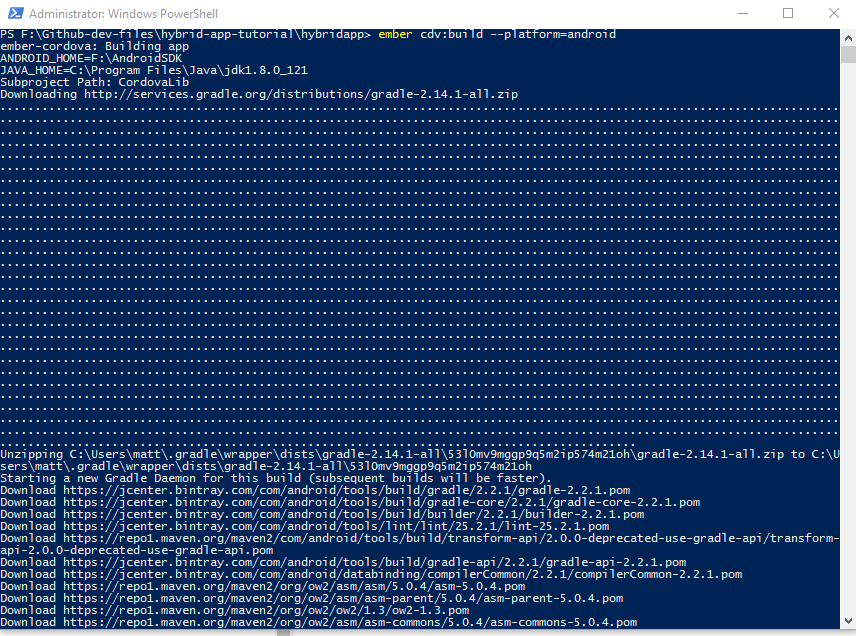 Administrator: Windows PowerShell
PS F:\Github-dev-files\hybrid-app-tutorial\hybridapp> ember cdv:build --platform=android
ember-cordova: Building app
ANDROID_HOME=F:\AndroidSDK
JAVA_HOME=C:\Program Files\Java\jdk1.8.0_121
Subproject Path: CordovaLib
Downloading http://services.gradle.org/distributions/gradle-2.14.1-all.zip
Unzipping C:\Users\matt\.gradle\wrapper\dists\gradle-2.14.1-all\53l0mv9mggp9q5m2ip574m21oh\gradle-2.14.1-all.zip to C:\U
sers\matt\.gradle\wrapper\dists\gradle-2.14.1-all\53l0mv9mggp9q5m2ip574m21oh
Starting a new Gradle Daemon for this build (subsequent builds will be faster).
Download https://jcenter.bintray.com/com/android/tools/build/gradle/2.2.1/gradle-2.2.1.pom
Download https://jcenter.bintray.com/com/android/tools/build/gradle-core/2.2.1/gradle-core-2.2.1.pom
Download https://jcenter.bintray.com/com/android/tools/build/builder/2.2.1/builder-2.2.1.pom
Download https://jcenter.bintray.com/com/android/tools/lint/lint/25.2.1/lint-25.2.1.pom
Download https://repo1.maven.org/maven2/com/android/tools/build/transform-api/2.0.0-deprecated-use-gradle-api/transform-
api-2.0.0-deprecated-use-gradle-api.pom
Download https://jcenter.bintray.com/com/android/tools/build/gradle-api/2.2.1/gradle-api-2.2.1.pom
Download https://jcenter.bintray.com/com/android/databinding/compilerCommon/2.2.1/compilerCommon-2.2.1.pom
Download https://repo1.maven.org/maven2/org/ow2/asm/asm/5.0.4/asm-5.0.4.pom
Download https://repo1.maven.org/maven2/org/ow2/asm/asm-parent/5.0.4/asm-parent-5.0.4.pom
Download https://repo1.maven.org/maven2/org/ow2/ow2/1.3/ow2-1.3.pom
Download https://repo1.maven.org/maven2/org/ow2/asm/asm-commons/5.0.4/asm-commons-5.0.4.pom